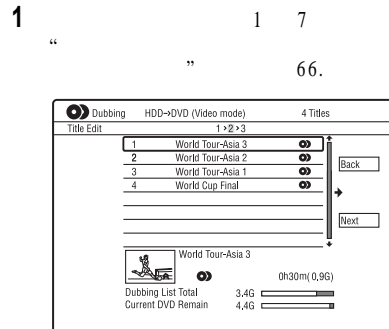 1 1 7
“
” 66.
Dubbing HDD→DVD (Video mode) 4 Titles
Title Edit 1›2›3
1 World Tour-Asia 3
2 World Tour-Asia 2
3 World Tour-Asia 1
4 World Cup Final
Back
Next
World Tour-Asia 3
0h30m(0,9G)
Dubbing List Total 3.4G
Current DVD Remain 4,4G